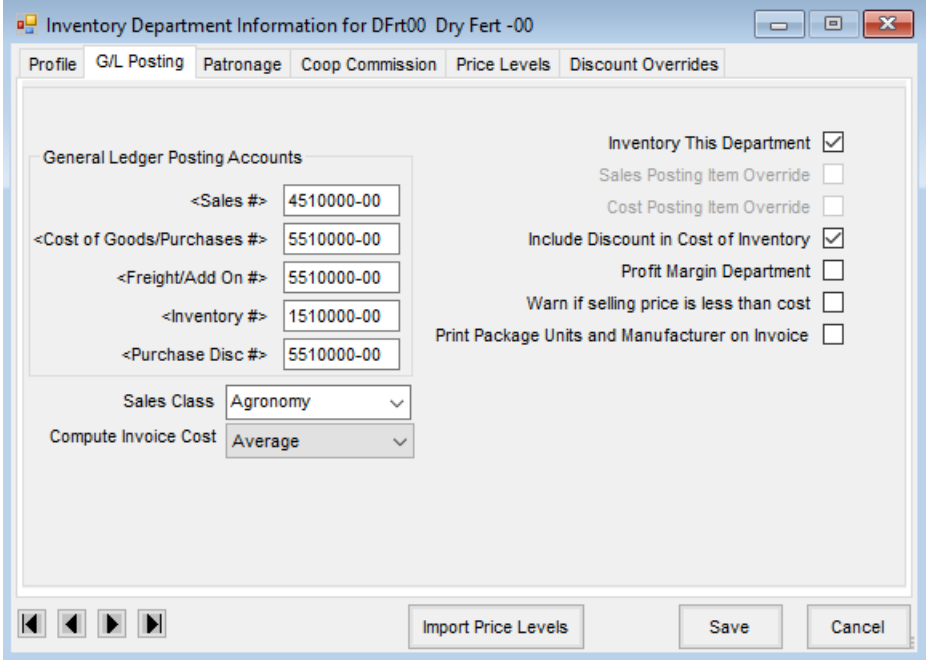 Inventory Department Information for DFrt00 Dry Fert -00
Profile G/L Posting Patronage Coop Commission Price Levels Discount Overrides
General Ledger Posting Accounts
<Sales #> 4510000-00
<Cost of Goods/Purchases #> 5510000-00
<Freight/Add On #> 5510000-00
<Inventory #> 1510000-00
<Purchase Disc #> 5510000-00
Sales Class Agronomy
Compute Invoice Cost Average
Inventory This Department
Sales Posting Item Override
Cost Posting Item Override
Include Discount in Cost of Inventory
Profit Margin Department
Warn if selling price is less than cost
Print Package Units and Manufacturer on Invoice
Import Price Levels Save Cancel